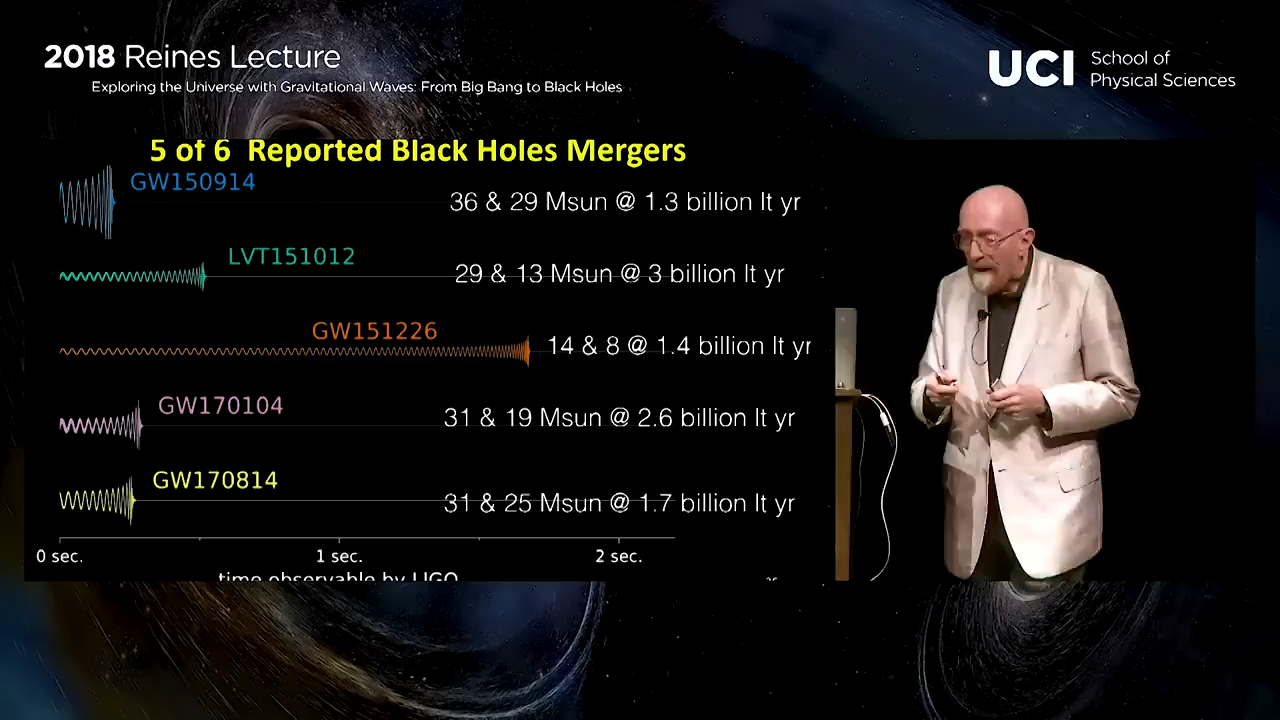 2018 Reines Lecture
Exploring the Universe with Gravitational Waves: From Big Bang to Black Holes
UCI School of
Physical Sciences
5 of 6 Reported Black Holes Mergers
GW150914
36 & 29 Msun @ 1.3 billion lt yr
LVT151012
29 & 13 Msun @ 3 billion lt yr
GW151226
14 & 8 @ 1.4 billion lt yr
GW170104
31 & 19 Msun @ 2.6 billion lt yr
GW170814
31 & 25 Msun @ 1.7 billion lt yr
0 sec. 1 sec. 2 sec.
time observable by LIGO